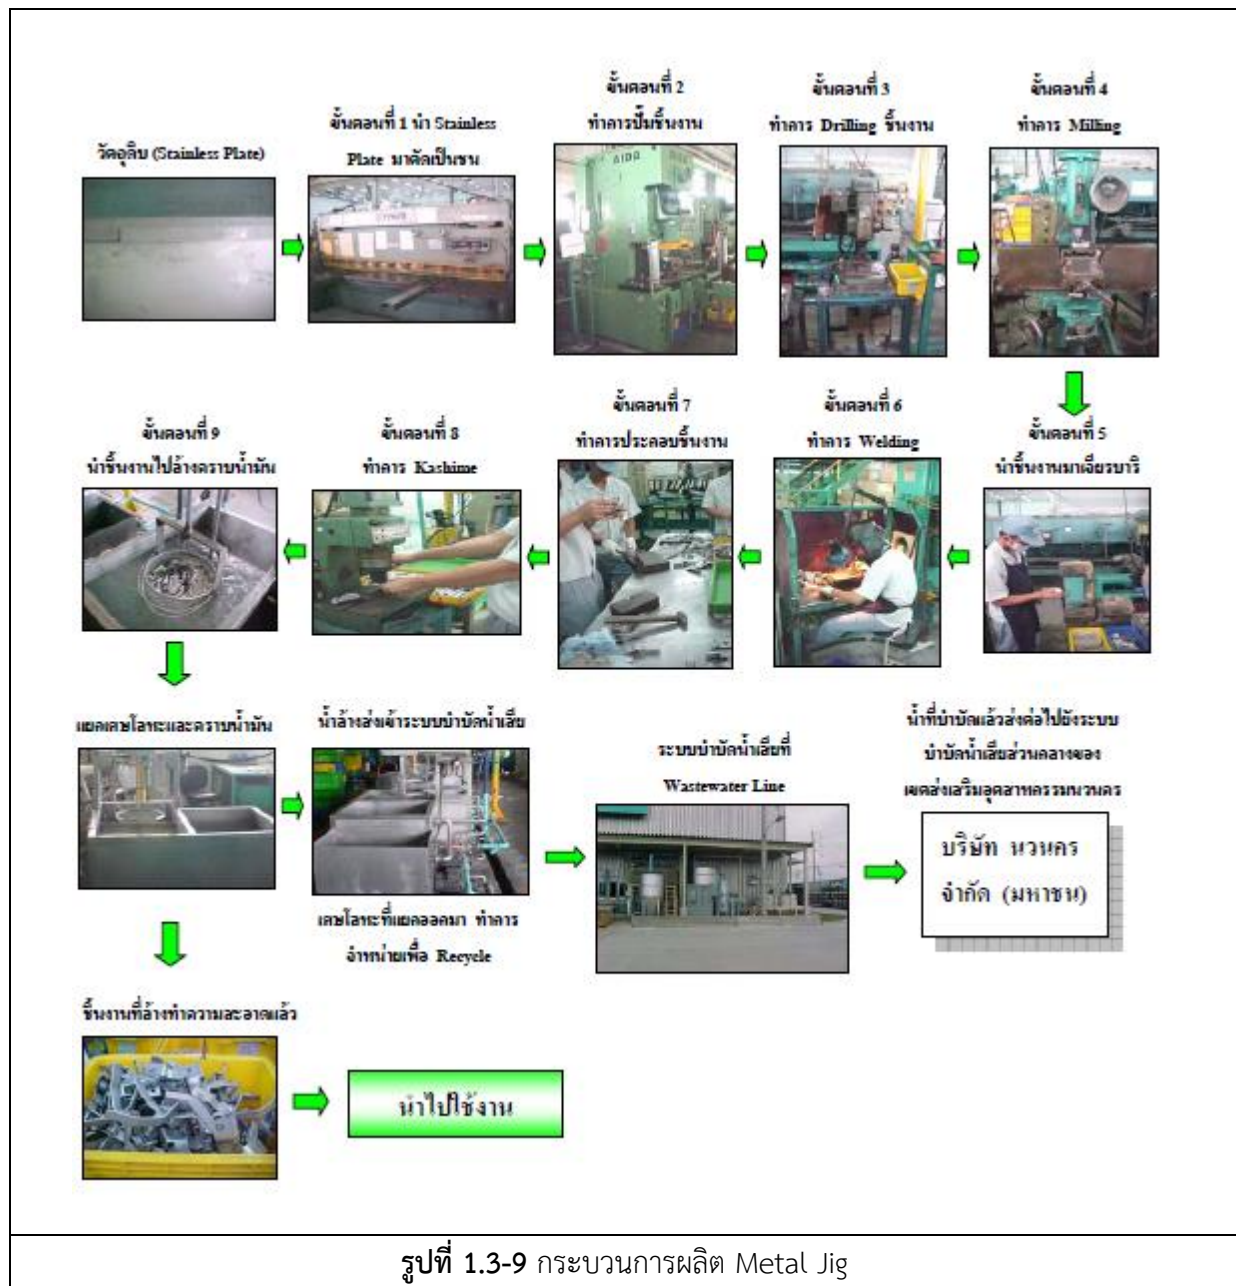 วัตถุดิบ (Stainless Plate)
ขั้นตอนที่ 1 นำ Stainless
Plate มาตัดเป็นชิ้น
ขั้นตอนที่ 2
ทำการปั๊มชิ้นงาน
AIDA
ขั้นตอนที่ 3
ทำการ Drilling ชิ้นงาน
ขั้นตอนที่ 4
ทำการ Milling
ขั้นตอนที่ 5
นำชิ้นงานมาเจียรบาริ
ขั้นตอนที่ 6
ทำการ Welding
ขั้นตอนที่ 7
ทำการประกอบชิ้นงาน
ขั้นตอนที่ 8
ทำการ Kashime
ขั้นตอนที่ 9
นำชิ้นงานไปล้างคราบน้ำมัน
แยกเศษโลหะและคราบน้ำมัน
น้ำล้างส่งเข้าระบบบำบัดน้ำเสีย
เศษโลหะที่แยกออกมา ทำการ
จำหน่ายเพื่อ Recycle
ระบบบำบัดน้ำเสียที่
Wastewater Line
น้ำที่บำบัดแล้วส่งต่อไปยังระบบ
บำบัดน้ำเสียส่วนกลางของ
เขตส่งเสริมอุตสาหกรรมนวนคร
บริษัท นวนคร
จำกัด (มหาชน)
ชิ้นงานที่ล้างทำความสะอาดแล้ว
นำไปใช้งาน
รูปที่ 1.3-9 กระบวนการผลิต Metal Jig